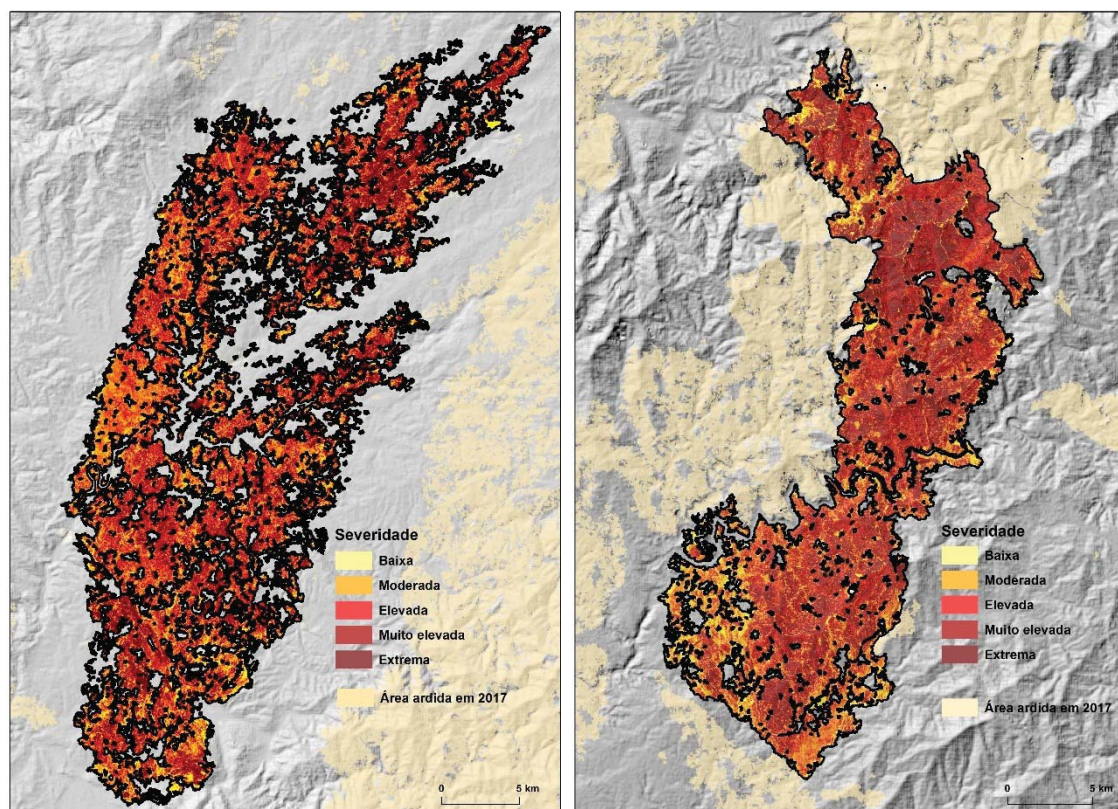 Severidade
Baixa
Moderada
Elevada
Muito elevada
Extrema
Área ardida em 2017
0 5 km
Severidade
Baixa
Moderada
Elevada
Muito elevada
Extrema
Área ardida em 2017
0 5 km